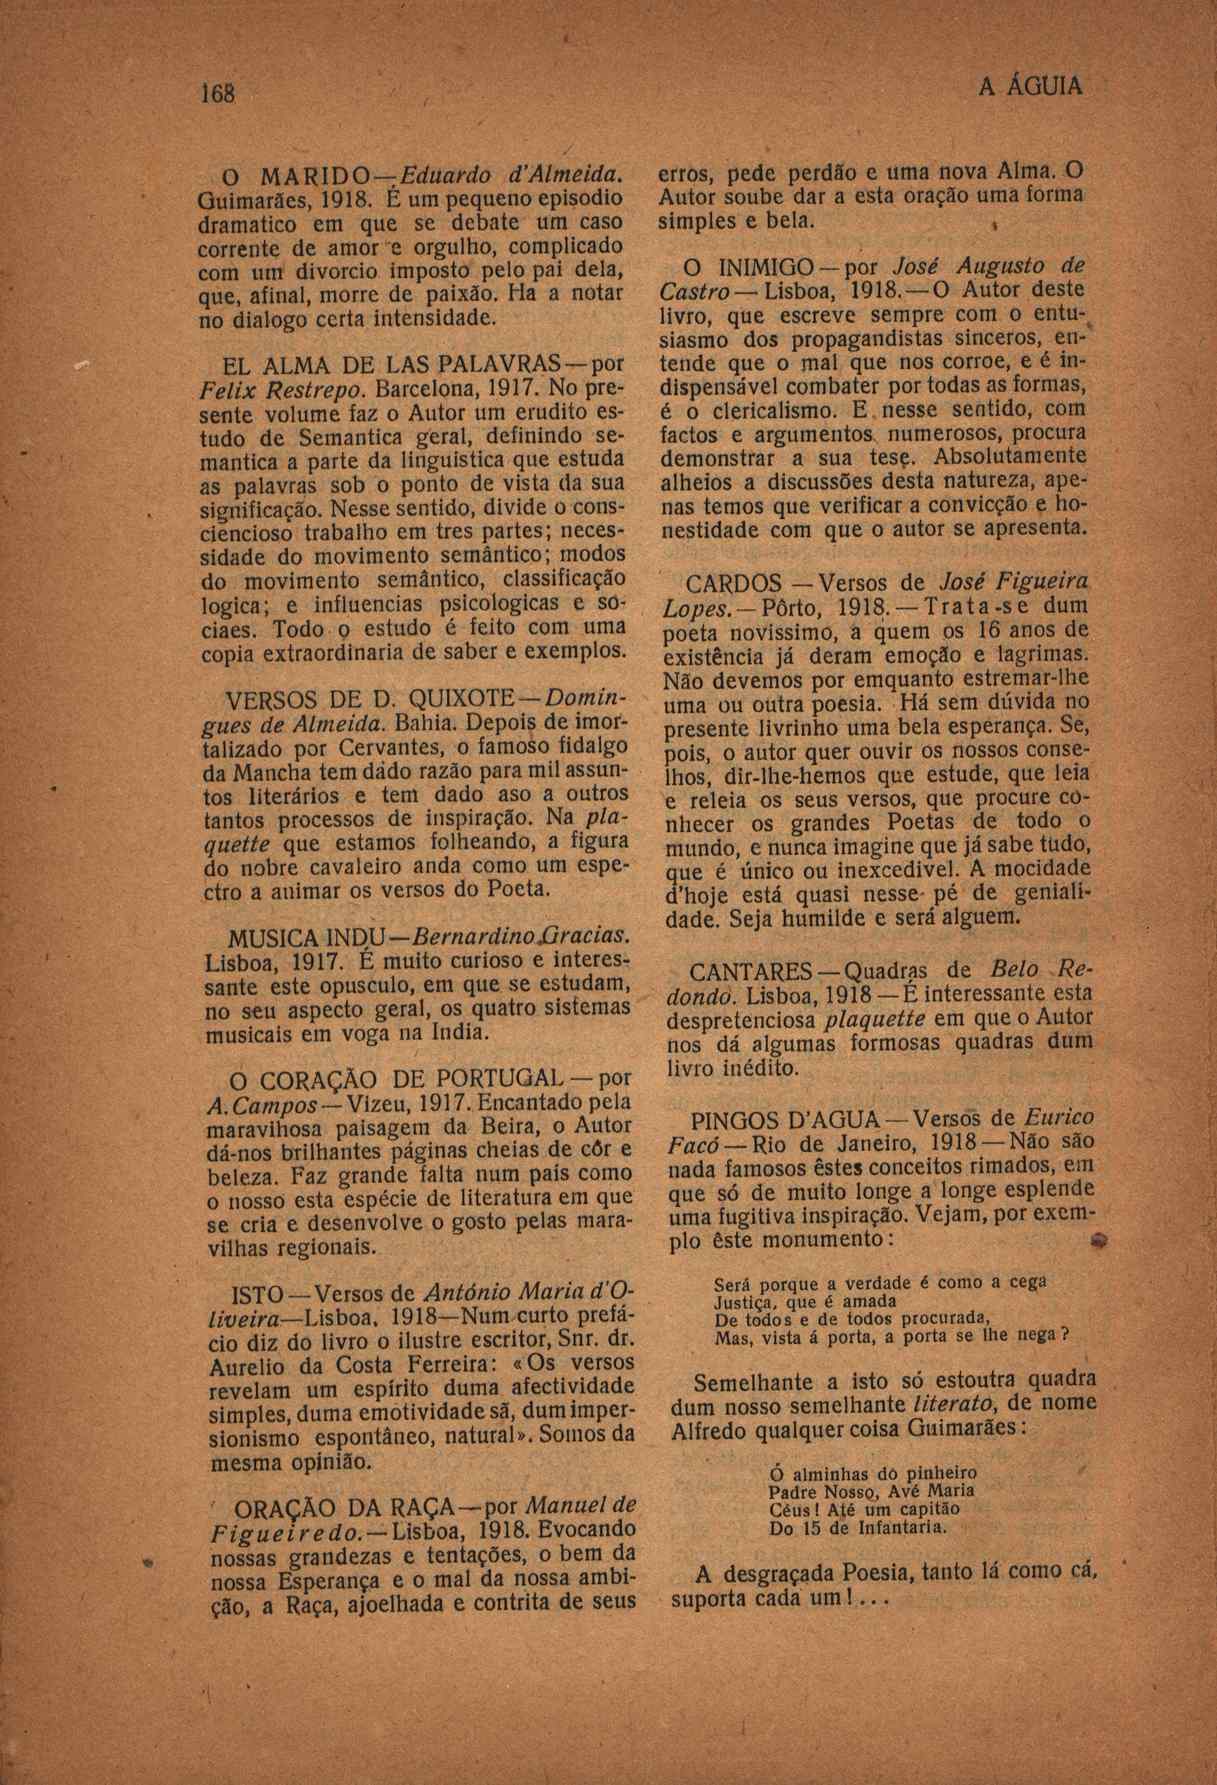 168
A ÁGUIA
O MARIDO—Eduardo d'Almeida.
Guimarães, 1918. É um pequeno episodio
dramatico em que se debate um caso
corrente de amor e orgulho, complicado
com um divorcio imposto pelo pai dela,
que, afinal, morre de paixão. Ha a notar
no dialogo certa intensidade.
EL ALMA DE LAS PALAVRAS—por
Felix Restrepo. Barcelona, 1917. No pre-
sente volume faz o Autor um erudito es-
tudo de Semantica geral, definindo se-
mantica a parte da linguistica que estuda
as palavras sob o ponto de vista da sua
significação. Nesse sentido, divide o cons-
ciencioso trabalho em tres partes; neces-
sidade do movimento semântico; modos
do movimento semântico, classificação
logica; e influencias psicologicas e so-
ciaes. Todo o estudo é feito com uma
copia extraordinaria de saber e exemplos.
VERSOS DE D. QUIXOTE—Domin-
gues de Almeida. Bahia. Depois de imor-
talizado por Cervantes, o famoso fidalgo
da Mancha tem dado razão para mil assun-
tos literários e tem dado aso a outros
tantos processos de inspiração. Na pla-
quette que estamos folheando, a figura
do nobre cavaleiro anda como um espe-
ctro a animar os versos do Poeta.
MUSICA INDU—Bernardino Gracias.
Lisboa, 1917. É muito curioso e interes-
sante este opusculo, em que se estudam,
no seu aspecto geral, os quatro sistemas
musicais em voga na India.
O CORAÇÃO DE PORTUGAL—por
A. Campos—Vizeu, 1917. Encantado pela
maravihosa paisagem da Beira, o Autor
dá-nos brilhantes páginas cheias de côr e
beleza. Faz grande falta num país como
o nosso esta espécie de literatura em que
se cria e desenvolve o gosto pelas mara-
vilhas regionais.
ISTO—Versos de António Maria d'O-
liveira—Lisboa, 1918—Num curto prefá-
cio diz do livro o ilustre escritor, Snr. dr.
Aurelio da Costa Ferreira: «Os versos
revelam um espírito duma afectividade
simples, duma emotividade sã, dum imper-
sionismo espontâneo, natural». Somos da
mesma opinião.
ORAÇÃO DA RAÇA—por Manuel de
Figueiredo.—Lisboa, 1918. Evocando
nossas grandezas e tentações, o bem da
nossa Esperança e o mal da nossa ambi-
ção, a Raça, ajoelhada e contrita de seus
erros, pede perdão e uma nova Alma. O
Autor soube dar a esta oração uma forma
simples e bela.
O INIMIGO—por José Augusto de
Castro—Lisboa, 1918.—O Autor deste
livro, que escreve sempre com o entu-
siasmo dos propagandistas sinceros, en-
tende que o mal que nos corroe, e é in-
dispensável combater por todas as formas,
é o clericalismo. E nesse sentido, com
factos e argumentos numerosos, procura
demonstrar a sua tese. Absolutamente
alheios a discussões desta natureza, ape-
nas temos que verificar a convicção e ho-
nestidade com que o autor se apresenta.
CARDOS—Versos de José Figueira
Lopes.—Pôrto, 1918.—Trata-se dum
poeta novissimo, a quem os 16 anos de
existência já deram emoção e lagrimas.
Não devemos por emquanto estremar-lhe
uma ou outra poesia. Há sem dúvida no
presente livrinho uma bela esperança. Se,
pois, o autor quer ouvir os nossos conse-
lhos, dir-lhe-hemos que estude, que leia
e releia os seus versos, que procure co-
nhecer os grandes Poetas de todo o
mundo, e nunca imagine que já sabe tudo,
que é único ou inexcedivel. A mocidade
d'hoje está quasi nesse pé de geniali-
dade. Seja humilde e será alguem.
CANTARES—Quadras de Belo Re-
dondo. Lisboa, 1918—É interessante esta
despretenciosa plaquette em que o Autor
nos dá algumas formosas quadras dum
livro inédito.
PINGOS D'AGUA—Versos de Eurico
Facó—Rio de Janeiro, 1918—Não são
nada famosos êstes conceitos rimados, em
que só de muito longe a longe esplende
uma fugitiva inspiração. Vejam, por exem-
plo êste monumento:
Será porque a verdade é como a cega
Justiça, que é amada
De todos e de todos procurada,
Mas, vista á porta, a porta se lhe nega?
Semelhante a isto só estoutra quadra
dum nosso semelhante literato, de nome
Alfredo qualquer coisa Guimarães:
Ó alminhas do pinheiro
Padre Nosso, Avé Maria
Céus! Até um capitão
Do 15 de Infantaria.
A desgraçada Poesia, tanto lá como cá,
suporta cada um!...